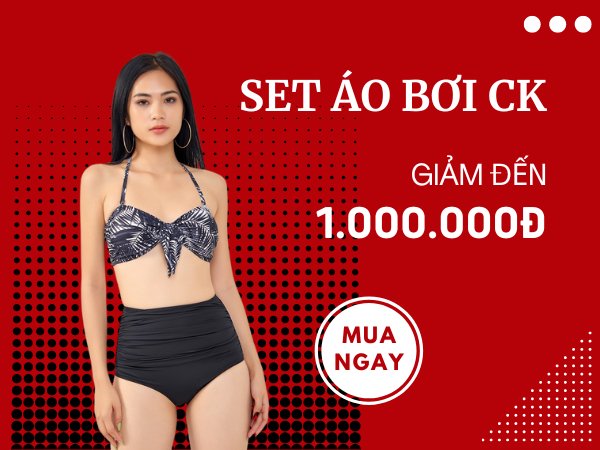 SET ÁO BƠI CK
GIẢM ĐẾN
1.000.000Đ
MUA
NGAY